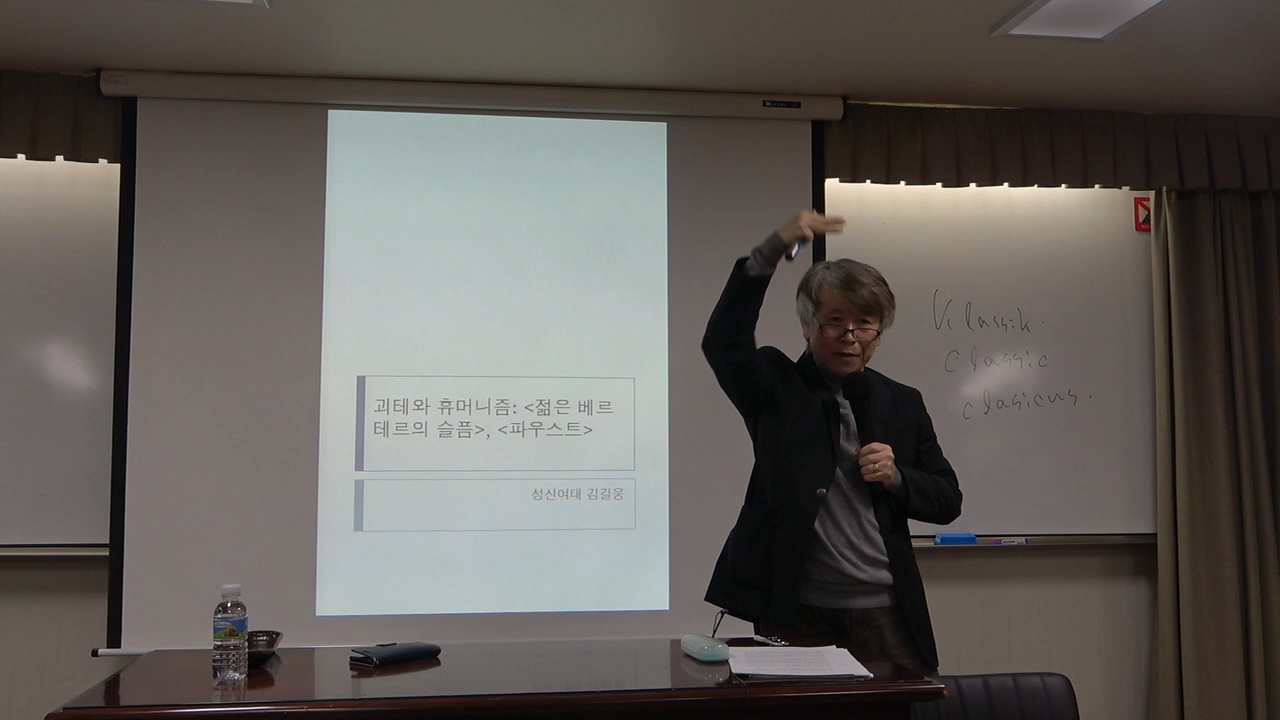 괴테와 휴머니즘: <젊은 베르
테르의 슬픔>, <파우스트>
성신여대 김길웅
Klassik.
classic
clasicus.